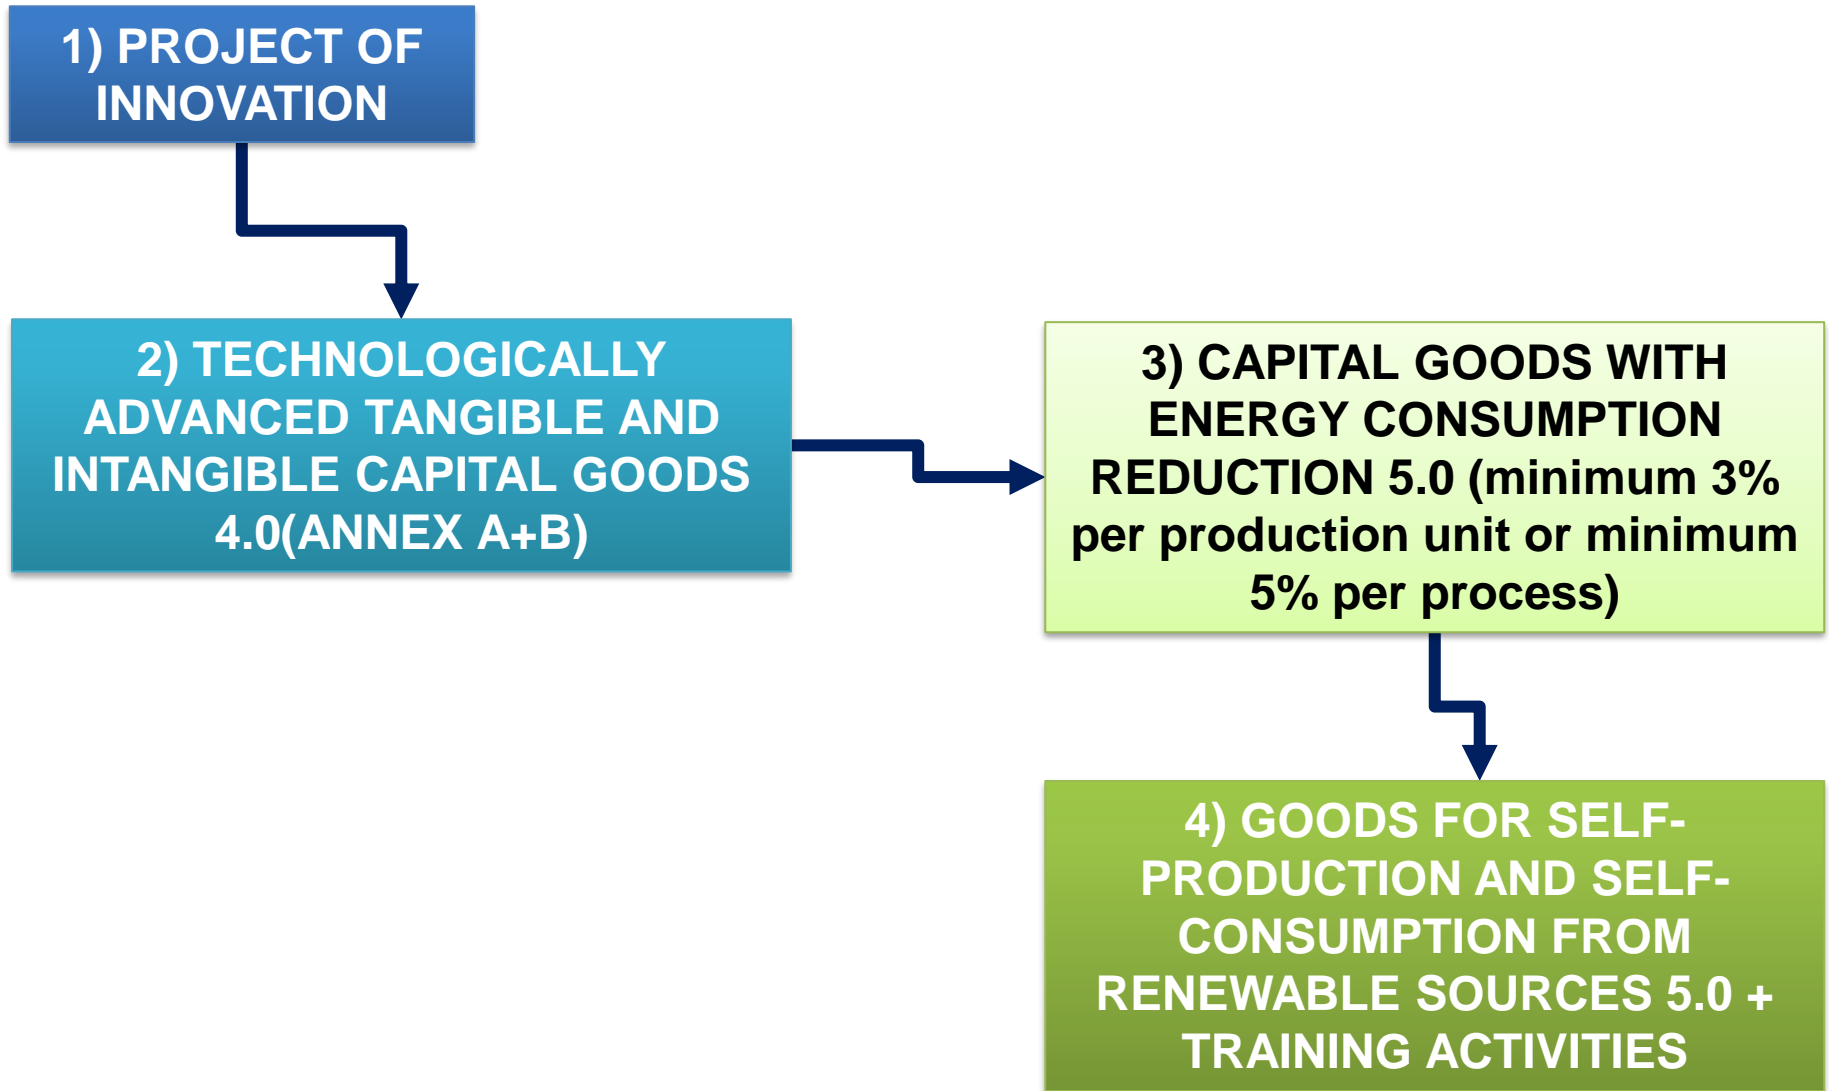 1) PROJECT OF
INNOVATION
2) TECHNOLOGICALLY
ADVANCED TANGIBLE AND
INTANGIBLE CAPITAL GOODS
4.0(ANNEX A+B)
3) CAPITAL GOODS WITH
ENERGY CONSUMPTION
REDUCTION 5.0 (minimum 3%
per production unit or minimum
5% per process)
4) GOODS FOR SELF-
PRODUCTION AND SELF-
CONSUMPTION FROM
RENEWABLE SOURCES 5.0 +
TRAINING ACTIVITIES